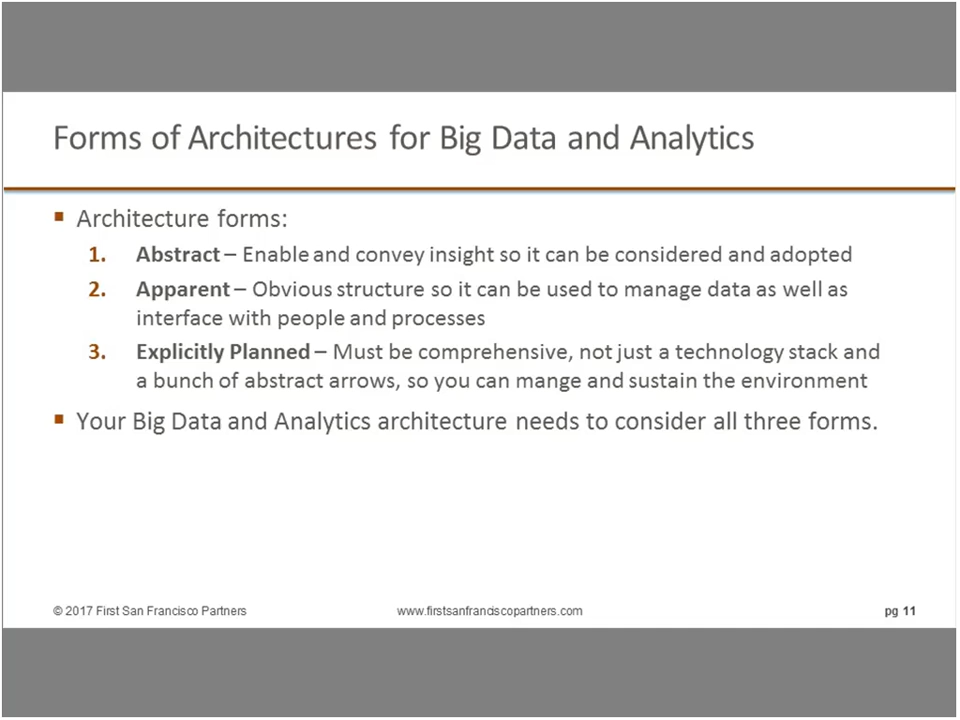 Forms of Architectures for Big Data and Analytics
▪ Architecture forms:
1. Abstract – Enable and convey insight so it can be considered and adopted
2. Apparent – Obvious structure so it can be used to manage data as well as
interface with people and processes
3. Explicitly Planned – Must be comprehensive, not just a technology stack and
a bunch of abstract arrows, so you can mange and sustain the environment
▪ Your Big Data and Analytics architecture needs to consider all three forms.
© 2017 First San Francisco Partners www.firstsanfranciscopartners.com pg 11